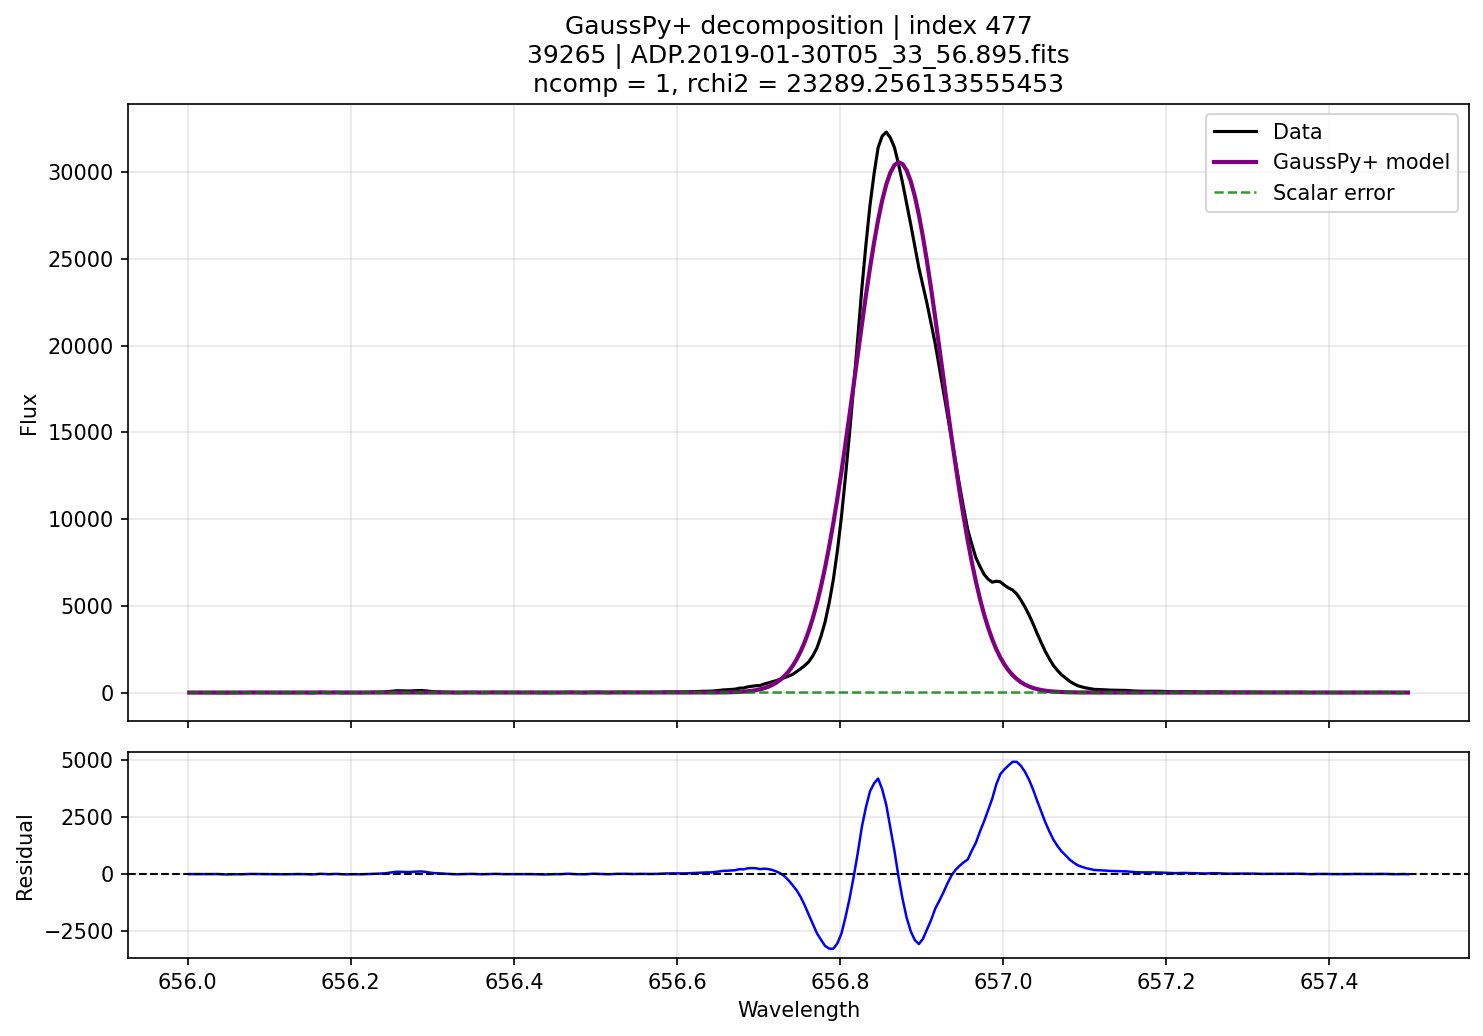 GaussPy+ decomposition | index 477
39265 | ADP.2019-01-30T05_33_56.895.fits
ncomp = 1, rchi2 = 23289.256133555453
Data
GaussPy+ model
Scalar error
30000
25000
20000
15000
10000
5000
0
Flux
5000
2500
0
−2500
Residual
656.0
656.2
656.4
656.6
656.8
657.0
657.2
657.4
Wavelength